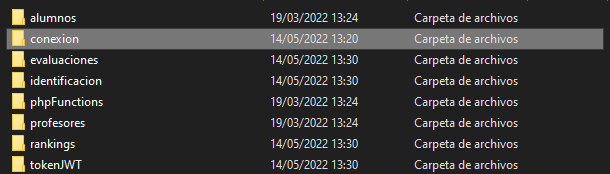 alumnos 19/03/2022 13:24 Carpeta de archivos
conexion 14/05/2022 13:20 Carpeta de archivos
evaluaciones 14/05/2022 13:30 Carpeta de archivos
identificacion 14/05/2022 13:30 Carpeta de archivos
phpFunctions 19/03/2022 13:24 Carpeta de archivos
profesores 19/03/2022 13:24 Carpeta de archivos
rankings 14/05/2022 13:30 Carpeta de archivos
tokenJWT 14/05/2022 13:30 Carpeta de archivos